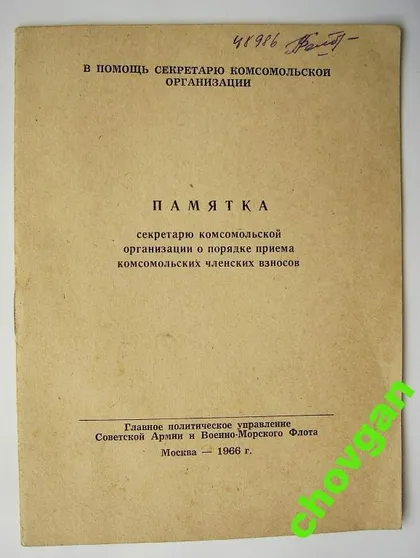 48986
В ПОМОЩЬ СЕКРЕТАРЮ КОМСОМОЛЬСКОЙ
ОРГАНИЗАЦИИ
ПАМЯТКА
секретарю комсомольской
организации о порядке приема
комсомольских членских взносов
Главное политическое управление
Советской Армии и Военно-Морского Флота
Москва — 1966 г.
chovgan